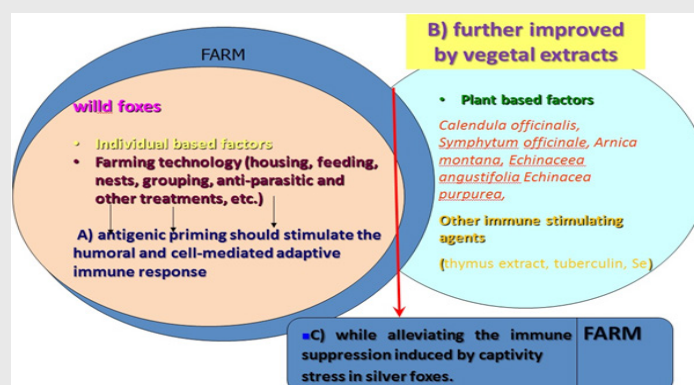 FARM
willd foxes
• Individual based factors
• Farming technology (housing, feeding,
nests, grouping, anti-parasitic and
other treatments, etc.)
A) antigenic priming should stimulate the
humoral and cell-mediated adaptive
immune response
B) further improved
by vegetal extracts
• Plant based factors
Calendula officinalis,
Symphytum officinale, Arnica
montana, Echinaceea
angustifolia Echinacea
purpurea,
Other immune stimulating
agents
(thymus extract, tuberculin, Se)
■C) while alleviating the immune
suppression induced by captivity
stress in silver foxes.
FARM